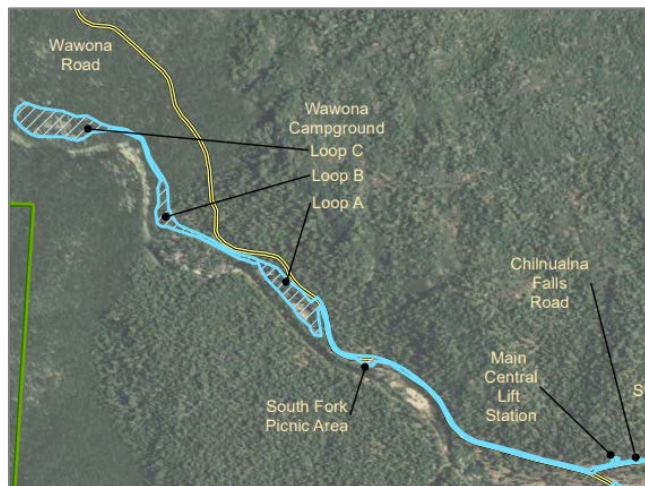 Wawona
Road
Wawona
Campground
Loop C
Loop B
Loop A
Chilnualna
Falls
Road
Main
Central
Lift
Station
South Fork
Picnic Area